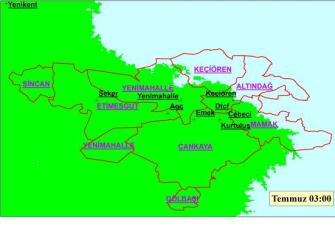 Yenikent
KEÇİÖREN
SİNCAN
YENİMAHALLE
ALTINDAĞ
Şeker
Yenimahalle
Keçiören
ETİMESGUT
Dtcf
Emek
Cebeci
Kurtuluş
MAMAK
YENİMAHALLE
ÇANKAYA
GÖLBAŞI
Temmuz 03:00